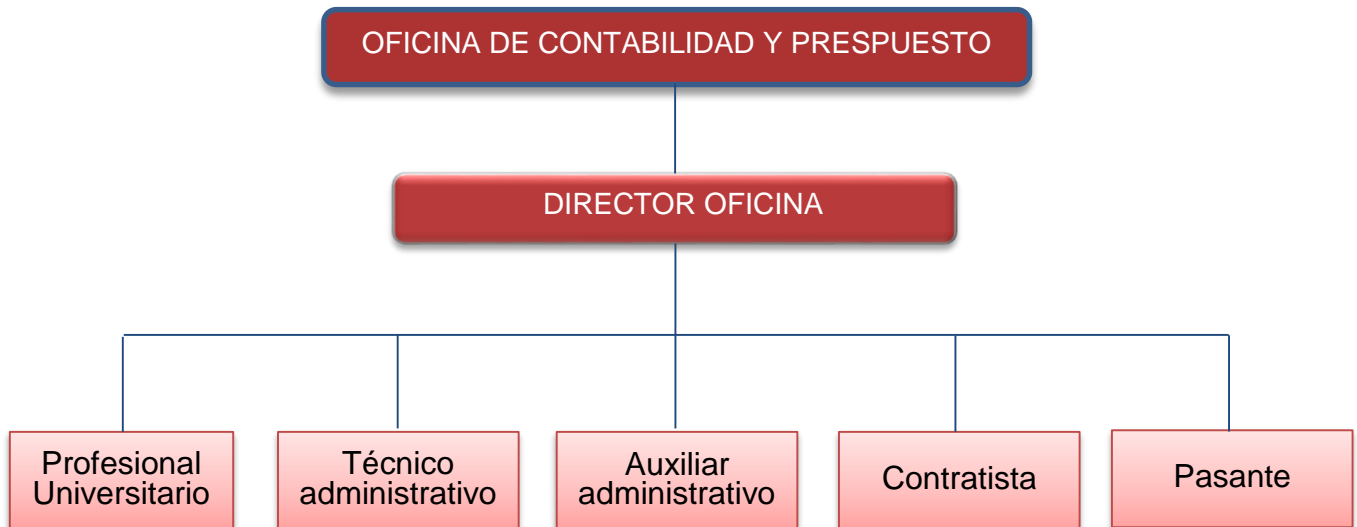 OFICINA DE CONTABILIDAD Y PRESPUESTO
DIRECTOR OFICINA
Profesional
Universitario
Técnico
administrativo
Auxiliar
administrativo
Contratista
Pasante